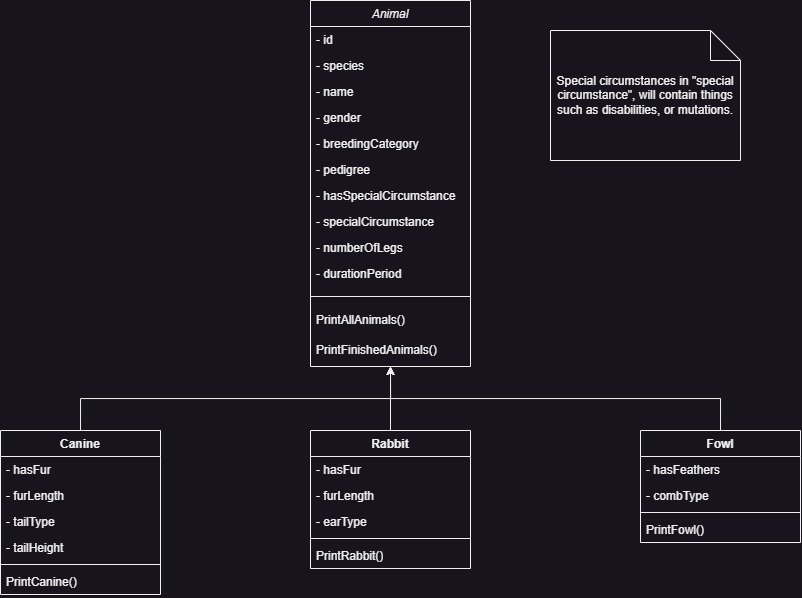 Animal
- id
- species
- name
- gender
- breedingCategory
- pedigree
- hasSpecialCircumstance
- specialCircumstance
- numberOfLegs
- durationPeriod
PrintAllAnimals()
PrintFinishedAnimals()
Special circumstances in "special
circumstance", will contain things
such as disabilities, or mutations.
Canine
- hasFur
- furLength
- tailType
- tailHeight
PrintCanine()
Rabbit
- hasFur
- furLength
- earType
PrintRabbit()
Fowl
- hasFeathers
- combType
PrintFowl()